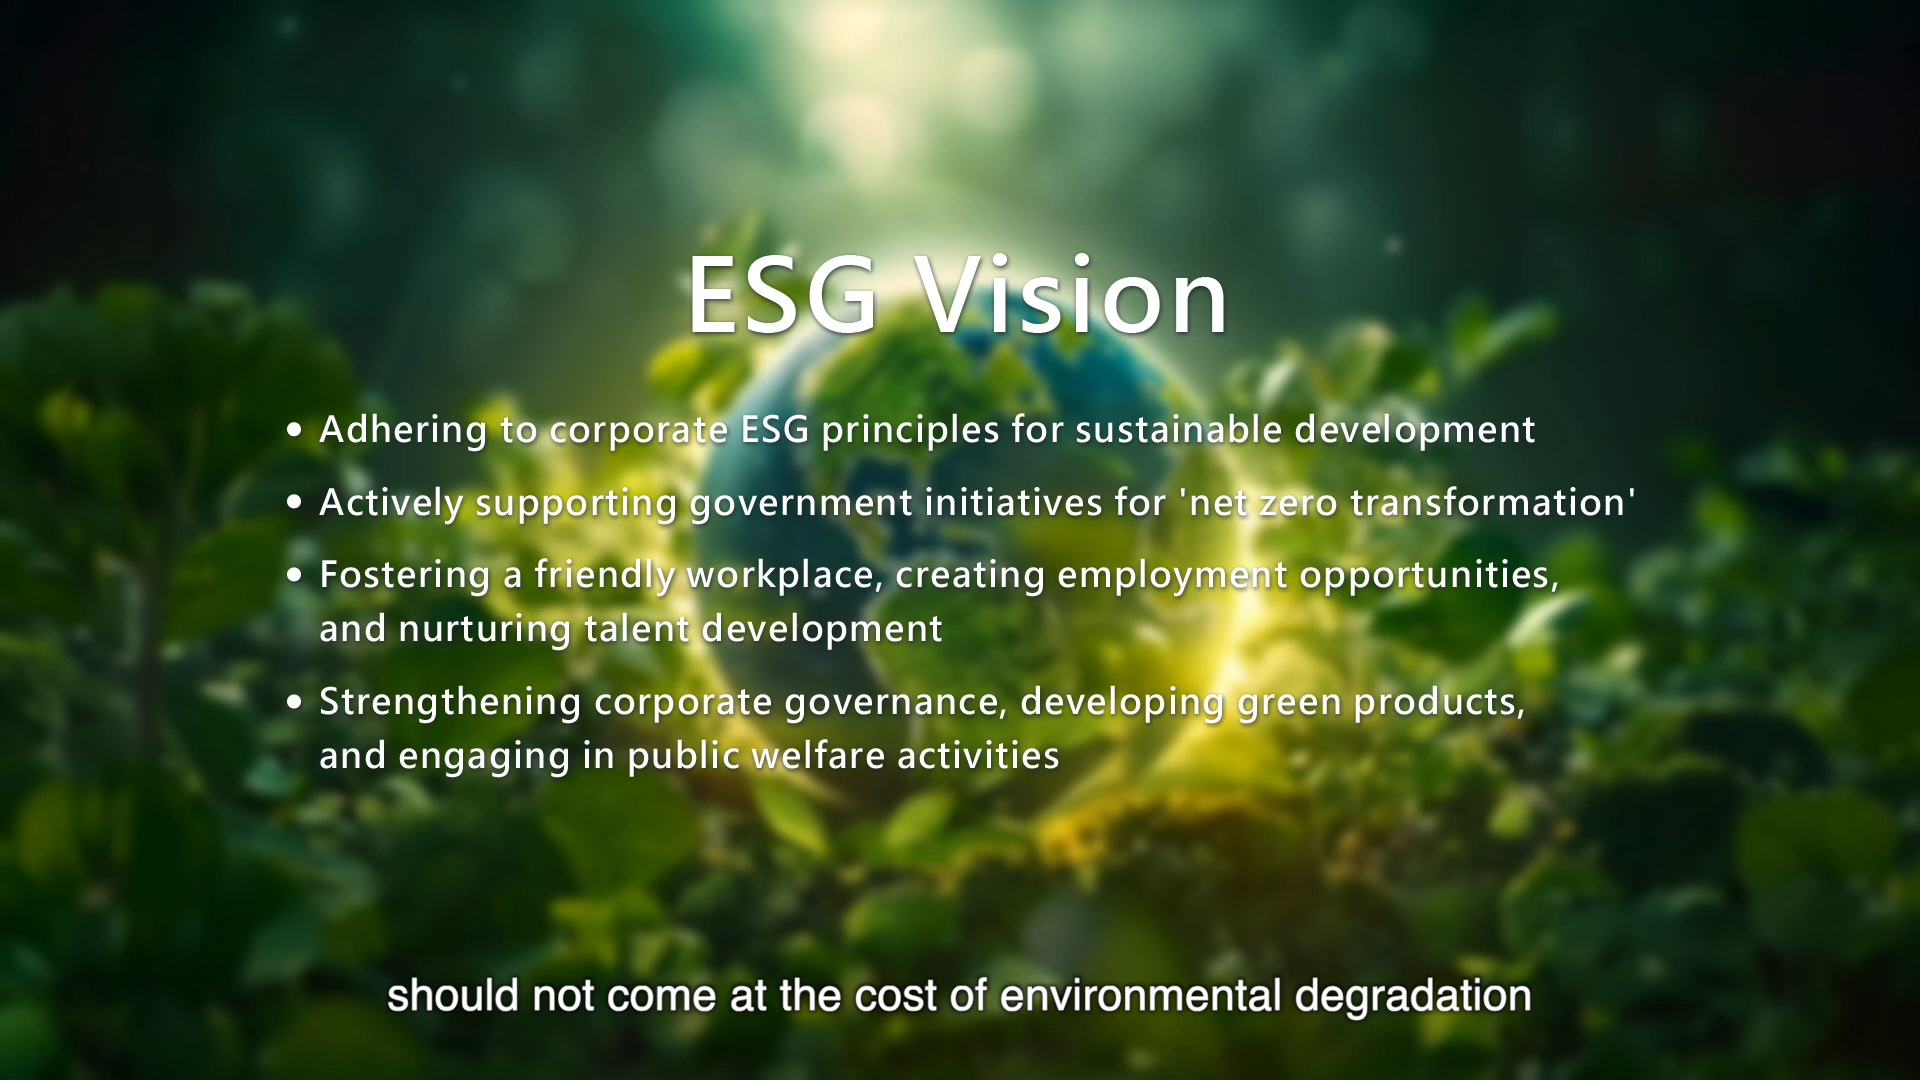 ESG Vision
• Adhering to corporate ESG principles for sustainable development
• Actively supporting government initiatives for 'net zero transformation'
• Fostering a friendly workplace, creating employment opportunities,
and nurturing talent development
• Strengthening corporate governance, developing green products,
and engaging in public welfare activities
should not come at the cost of environmental degradation